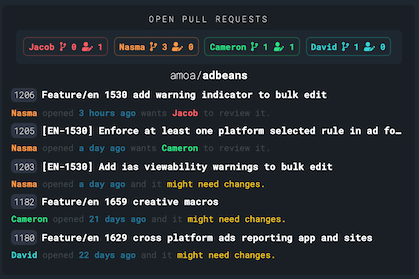 OPEN PULL REQUESTS
Jacob 0 1 Nasma 3 0 Cameron 1 1 David 1 0
amoa/adbeans
1206 Feature/en 1530 add warning indicator to bulk edit
Nasma opened 3 hours ago wants Jacob to review it.
1205 [EN-1530] Enforce at least one platform selected rule in ad fo…
Nasma opened a day ago wants Cameron to review it.
1203 [EN-1530] Add ias viewability warnings to bulk edit
Nasma opened a day ago and it might need changes.
1182 Feature/en 1659 creative macros
Cameron opened 21 days ago and it might need changes.
1180 Feature/en 1629 cross platform ads reporting app and sites
David opened 22 days ago and it might need changes.